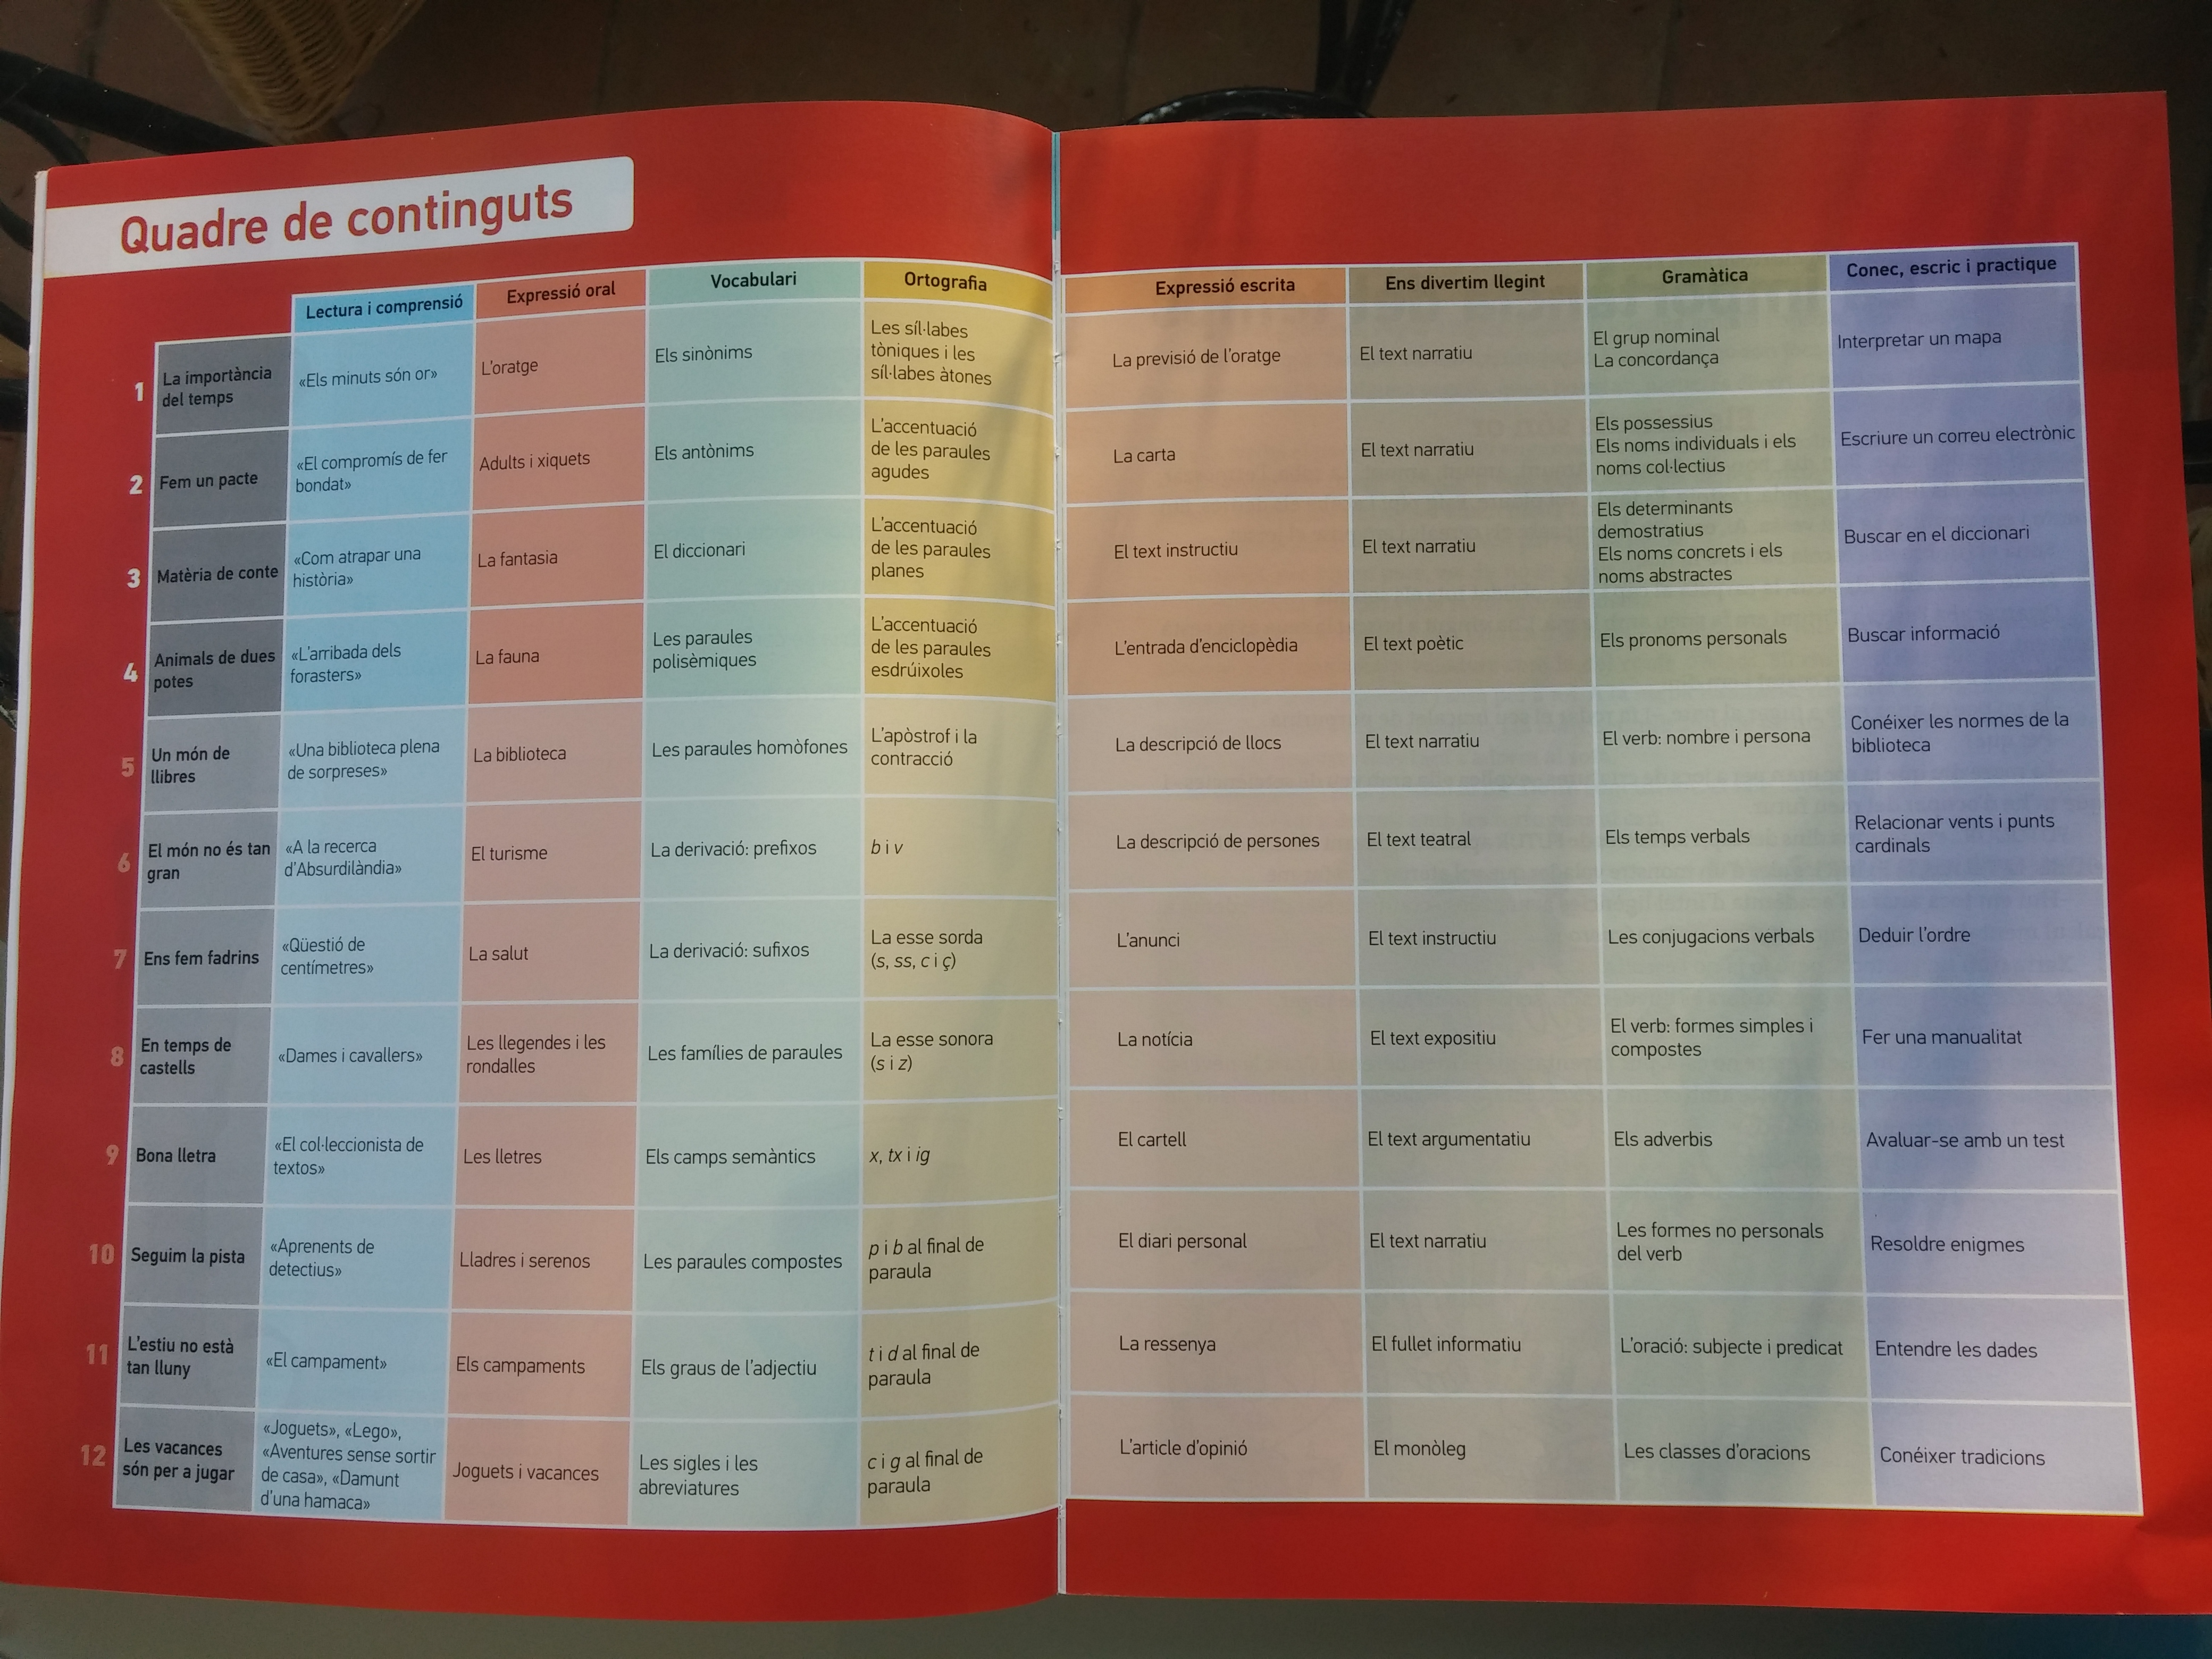 Quadre de continguts
Lectura i comprensió
Expressió oral
Vocabulari
Ortografia
Expressió escrita
Ens divertim llegint
Gramàtica
Conec, escric i practique
1
La importància
del temps
«Els minuts són or»
L'oratge
Els sinònims
Les síl·labes
tòniques i les
síl·labes àtones
La previsió de l'oratge
El text narratiu
El grup nominal
La concordança
Interpretar un mapa
2
Fem un pacte
«El compromís de fer
bondat»
Adults i xiquets
Els antònims
L'accentuació
de les paraules
agudes
La carta
El text narratiu
Els possessius
Els noms individuals i els
noms col·lectius
Escriure un correu electrònic
3
Matèria de conte
«Com atrapar una
història»
La fantasia
El diccionari
L'accentuació
de les paraules
planes
El text instructiu
El text narratiu
Els determinants
demostratius
Els noms concrets i els
noms abstractes
Buscar en el diccionari
4
Animals de dues
potes
«L'arribada dels
forasters»
La fauna
Les paraules
polisèmiques
L'accentuació
de les paraules
esdrúixoles
L'entrada d'enciclopèdia
El text poètic
Els pronoms personals
Buscar informació
5
Un món de
llibres
«Una biblioteca plena
de sorpreses»
La biblioteca
Les paraules homòfones
L'apòstrof i la
contracció
La descripció de llocs
El text narratiu
El verb: nombre i persona
Conéixer les normes de la
biblioteca
6
El món no és tan
gran
«A la recerca
d'Absurdilàndia»
El turisme
La derivació: prefixos
b i v
La descripció de persones
El text teatral
Els temps verbals
Relacionar vents i punts
cardinals
7
Ens fem fadrins
«Qüestió de
centímetres»
La salut
La derivació: sufixos
La esse sorda
(s, ss, c i ç)
L'anunci
El text instructiu
Les conjugacions verbals
Deduir l'ordre
8
En temps de
castells
«Dames i cavallers»
Les llegendes i les
rondalles
Les famílies de paraules
La esse sonora
(s i z)
La notícia
El text expositiu
El verb: formes simples i
compostes
Fer una manualitat
9
Bona lletra
«El col·leccionista de
textos»
Les lletres
Els camps semàntics
x, tx i ig
El cartell
El text argumentatiu
Els adverbis
Avaluar-se amb un test
10
Seguim la pista
«Aprenents de
detectius»
Lladres i serenos
Les paraules compostes
p i b al final de
paraula
El diari personal
El text narratiu
Les formes no personals
del verb
Resoldre enigmes
11
L'estiu no està
tan lluny
«El campament»
Els campaments
Els graus de l'adjectiu
t i d al final de
paraula
La ressenya
El fullet informatiu
L'oració: subjecte i predicat
Entendre les dades
12
Les vacances
són per a jugar
«Joguets», «Lego»,
«Aventures sense sortir
de casa», «Damunt
d'una hamaca»
Joguets i vacances
Les sigles i les
abreviatures
c i g al final de
paraula
L'article d'opinió
El monòleg
Les classes d'oracions
Conéixer tradicions